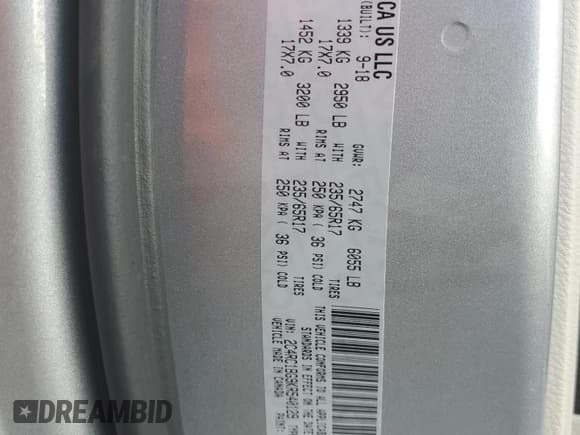 CA US LLC
(BUILT): 9-18
GVWR: 2747 KG 6055 LB
1339 KG 2950 LB WITH 235/65R17 TIRES
17X7.0 RIMS AT 250 KPA ( 36 PSI) COLD
1452 KG 3200 LB WITH 235/65R17 TIRES
17X7.0 RIMS AT 250 KPA ( 36 PSI) COLD
THIS VEHICLE CONFORMS TO ALL
STANDARDS IN EFFECT ON THE DATE
VIN: 2C4RC1BG9KR540126
VEHICLE MADE IN
DREAMBID